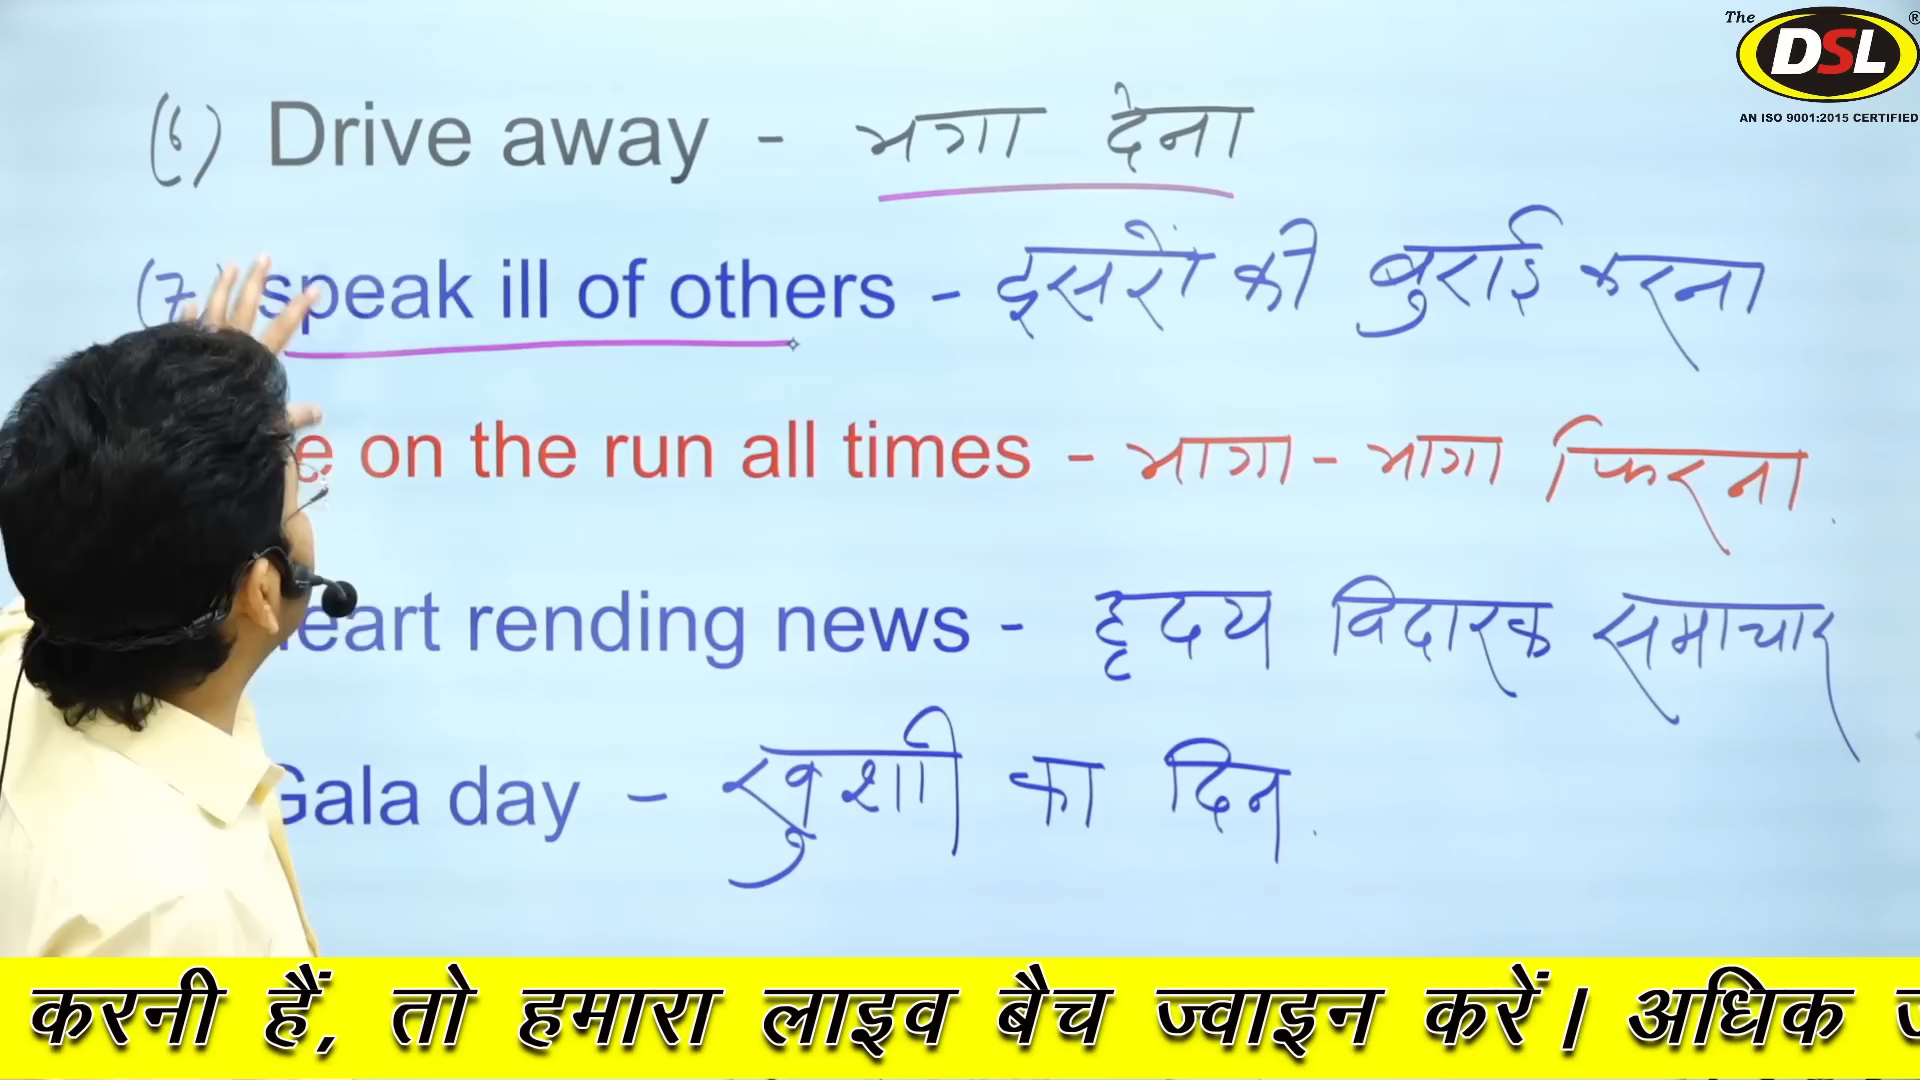 The DSL ®
AN ISO 9001:2015 CERTIFIED
(6) Drive away - भगा देना
(7) speak ill of others - दूसरों की बुराई करना
on the run all times - भागा - भागा फिरना
rending news - हृदय विदारक समाचार
Gala day - खुशी का दिन
करनी हैं, तो हमारा लाइव बैच ज्वाइन करें। अधिक